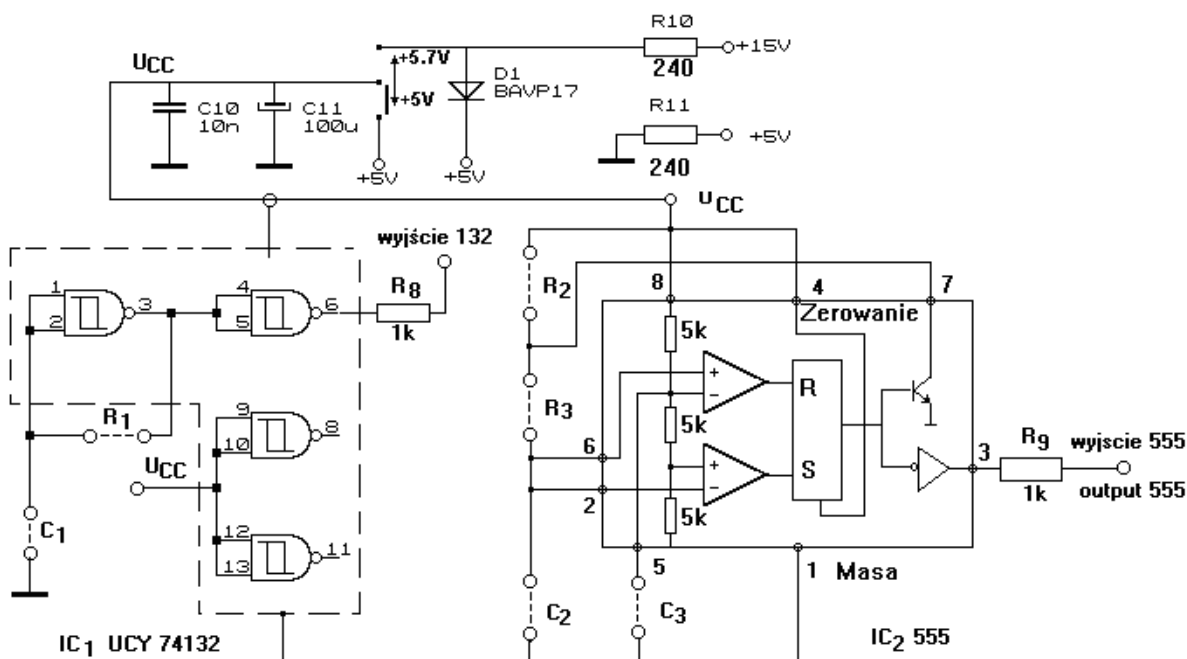 R10
+15V
240
UCC
+5.7V
+5V
D1
BAVP17
C10
10n
C11
100u
R11
+5V
240
+5V
+5V
UCC
wyjście 132
R8
1k
1
2
3
4
5
6
R1
9
10
8
UCC
12
13
11
C1
IC1 UCY 74132
R2
8
4
7
Zerowanie
5k
R
R3
5k
S
6
2
5k
3
R9
1k
wyjscie 555
output 555
5
1
Masa
C2
C3
IC2 555